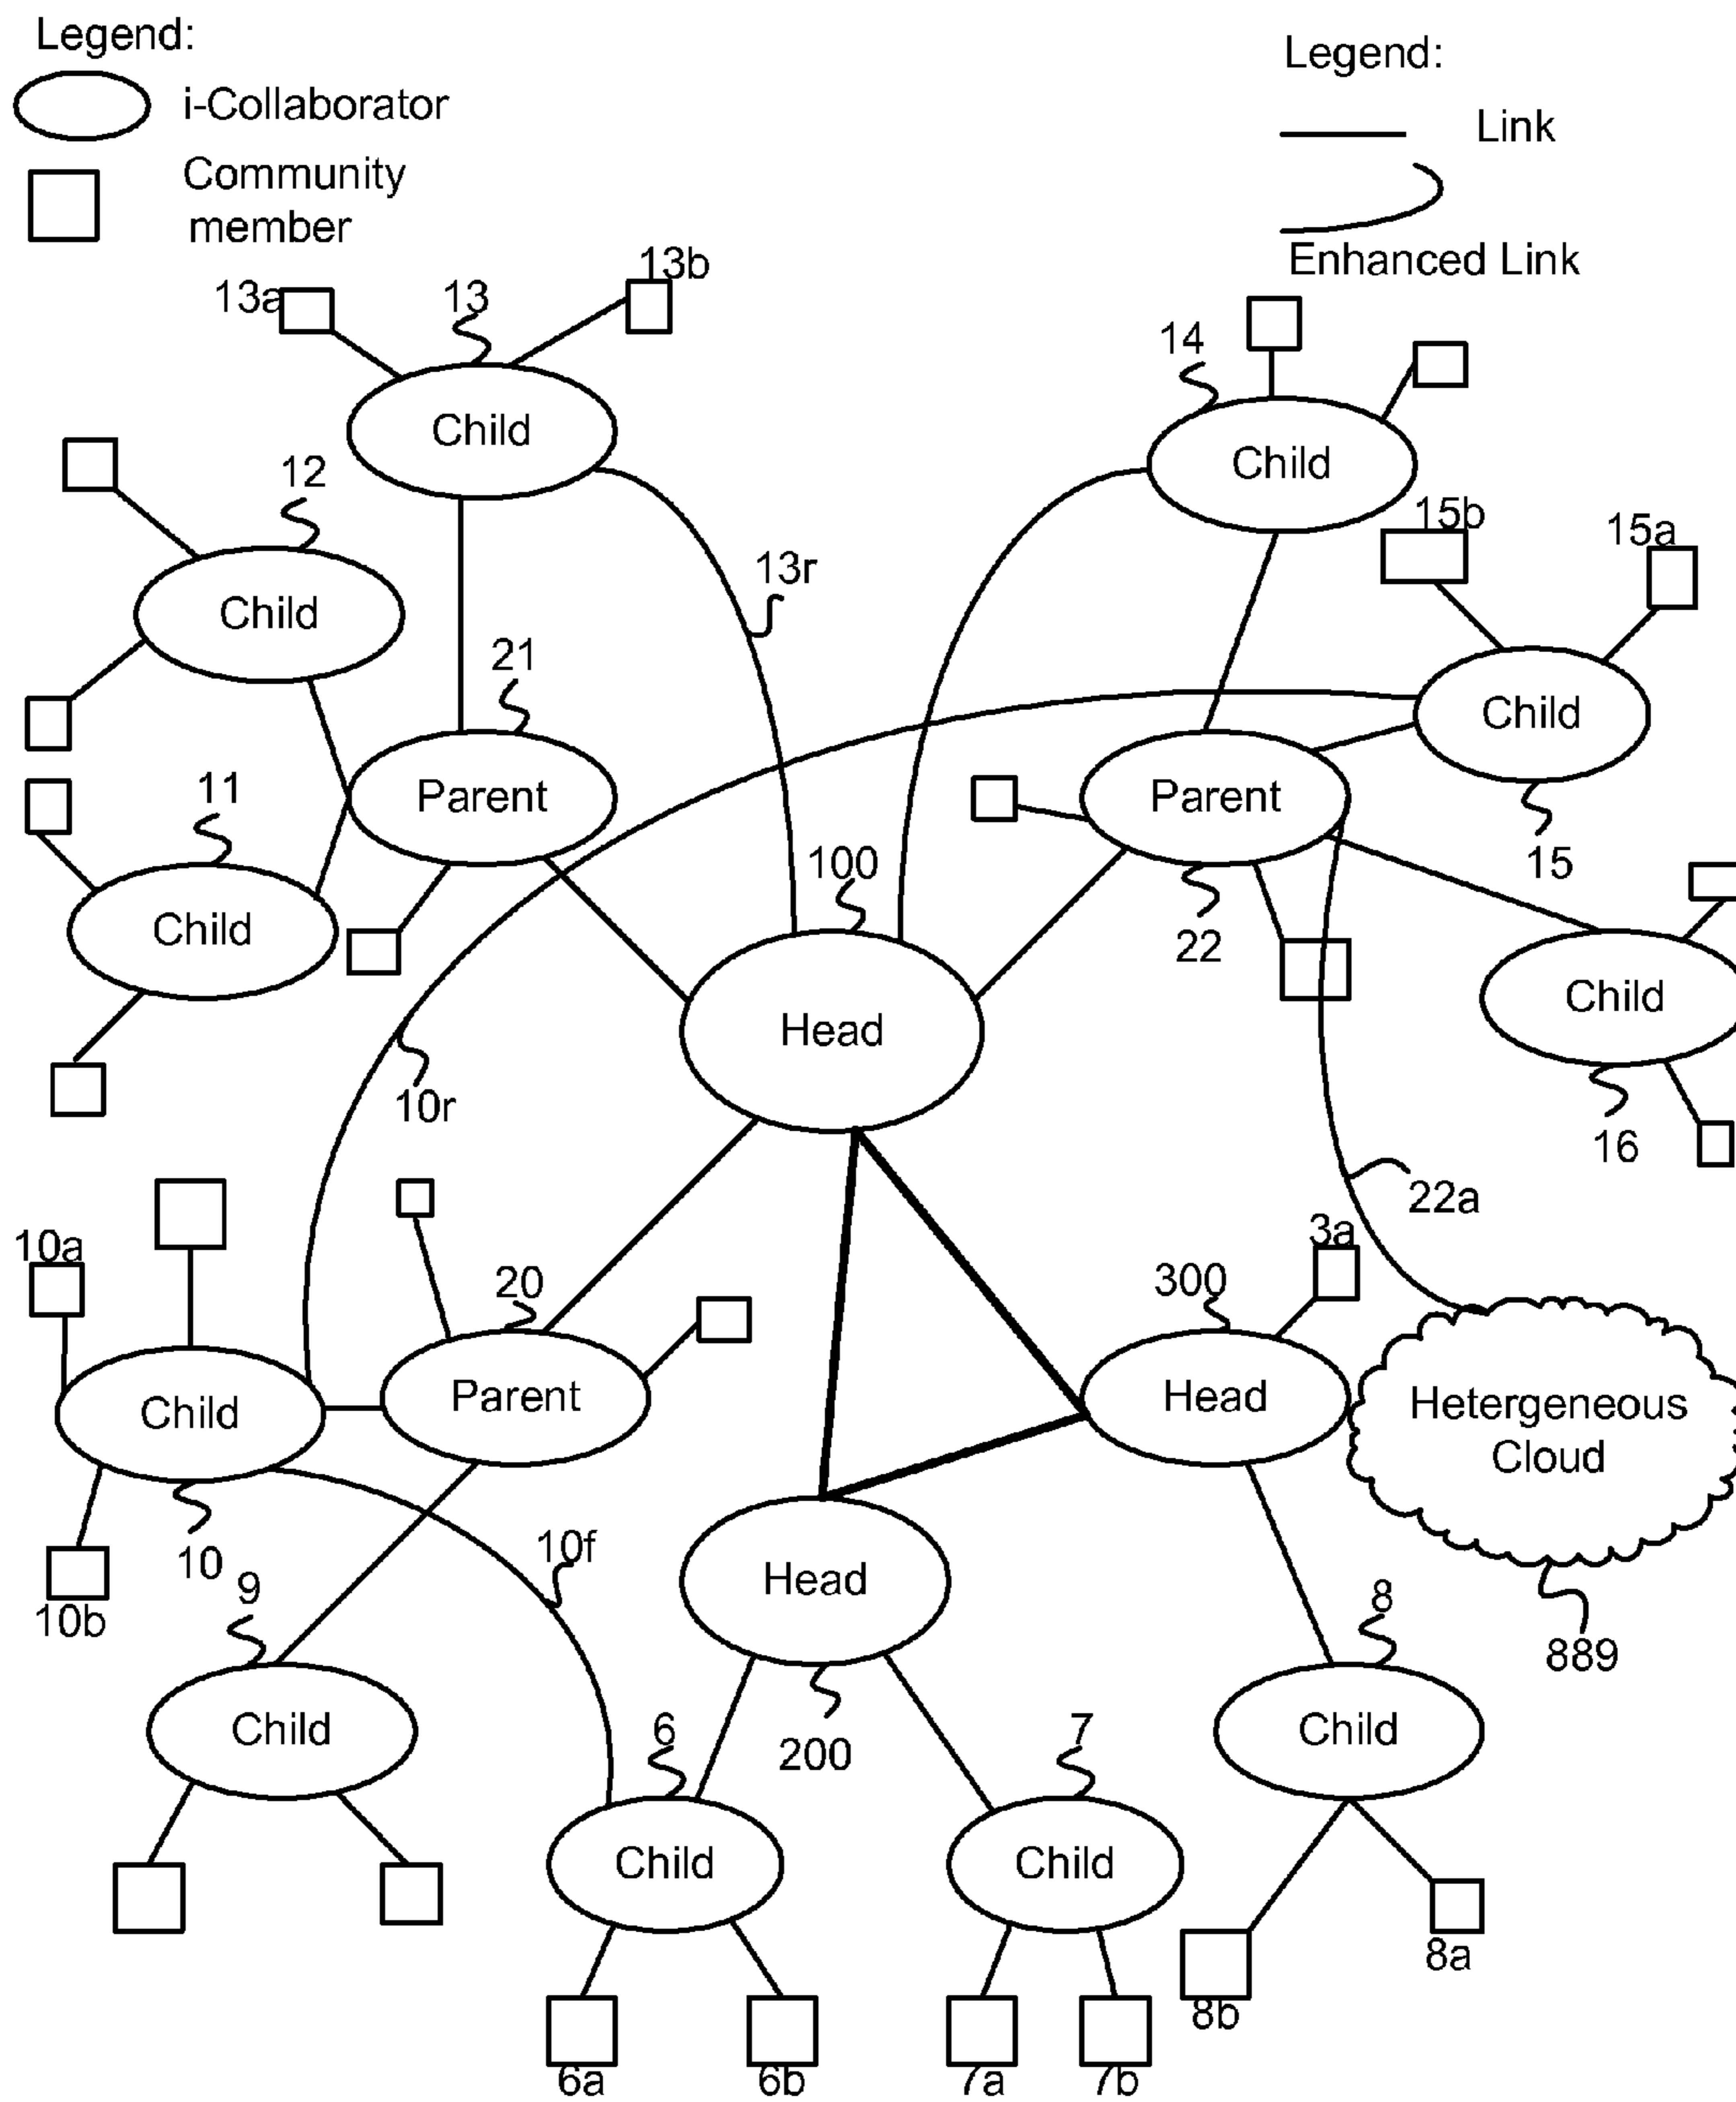 Legend:
i-Collaborator
Community
member
Legend:
Link
Enhanced Link
13a
13
13b
14
Child
Child
12
15b
15a
13r
Child
21
Child
11
Parent
Parent
100
15
22
Child
Head
Child
10r
16
22a
10a
3a
20
300
Child
Parent
Head
Hetergeneous
Cloud
10
10f
9
Head
8
10b
889
Child
6
200
7
Child
Child
Child
8a
8b
6a
6b
7a
7b